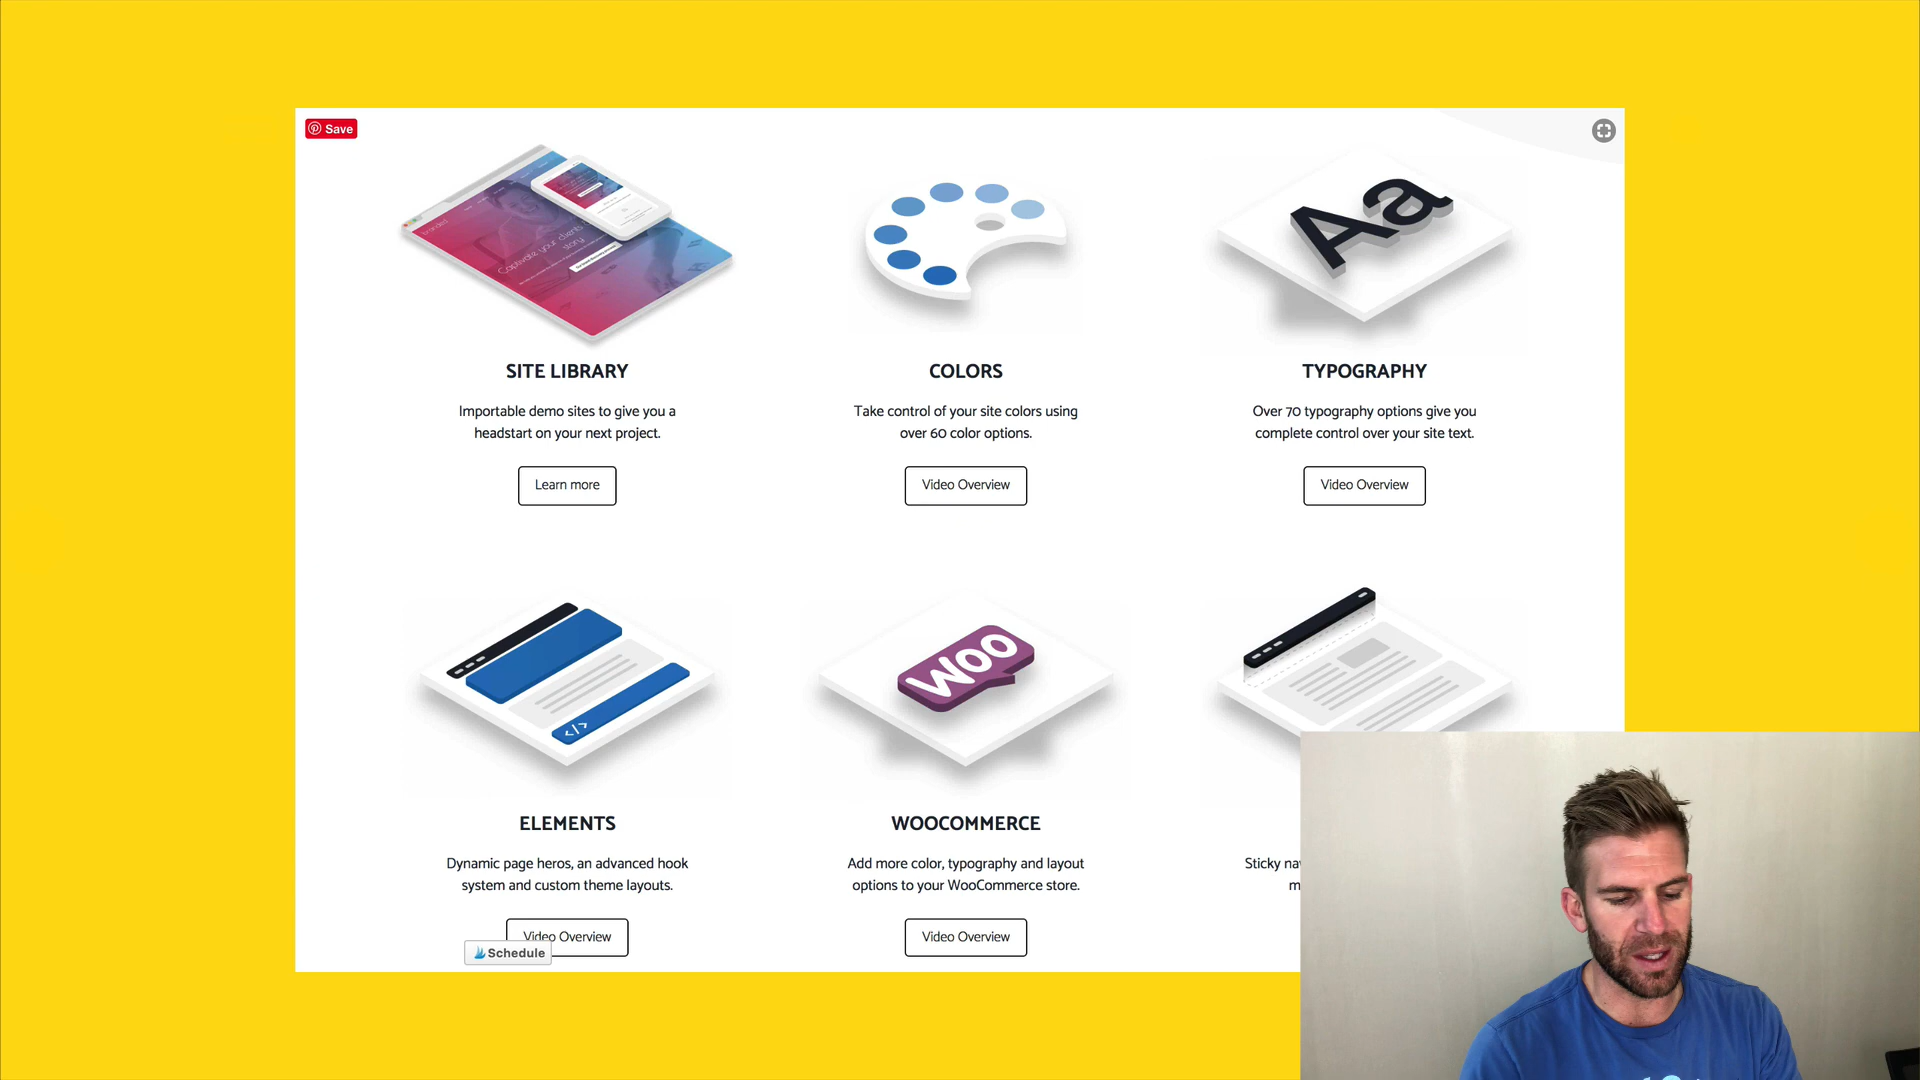 Save
Captivate your clients
story
Aa
SITE LIBRARY
COLORS
TYPOGRAPHY
Importable demo sites to give you a
headstart on your next project.
Take control of your site colors using
over 60 color options.
Over 70 typography options give you
complete control over your site text.
Learn more
Video Overview
Video Overview
</>
WOO
ELEMENTS
WOOCOMMERCE
Dynamic page heros, an advanced hook
system and custom theme layouts.
Add more color, typography and layout
options to your WooCommerce store.
Sticky
Video Overview
Schedule
Video Overview